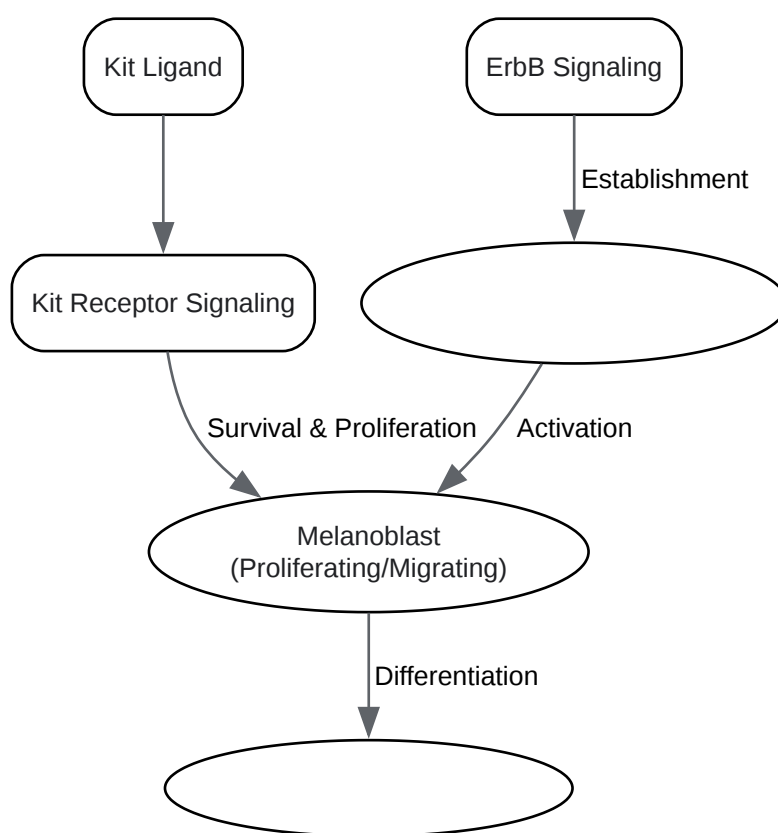 Kit Ligand
ErbB Signaling
Establishment
Kit Receptor Signaling
Survival & Proliferation
Activation
Melanoblast
(Proliferating/Migrating)
Differentiation